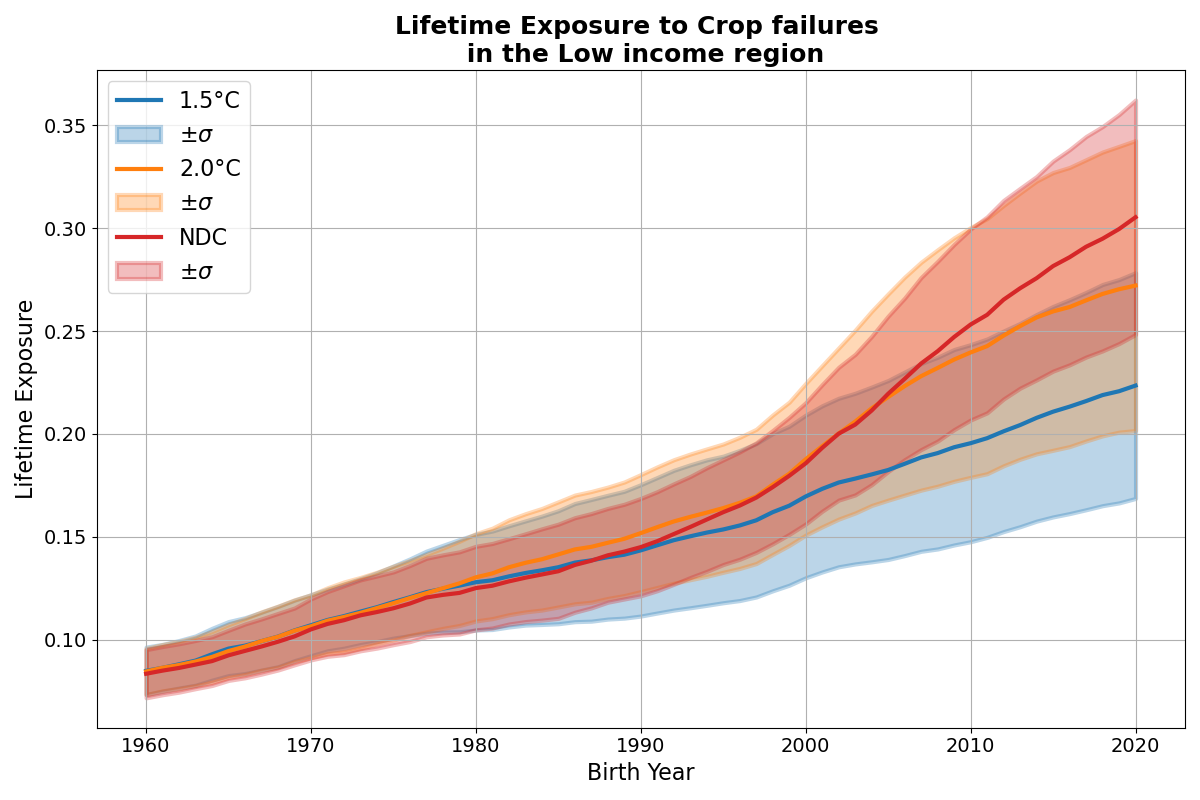 Lifetime Exposure to Crop failures
in the Low income region
1.5°C
±σ
2.0°C
±σ
NDC
±σ
Lifetime Exposure
0.35
0.30
0.25
0.20
0.15
0.10
1960 1970 1980 1990 2000 2010 2020
Birth Year